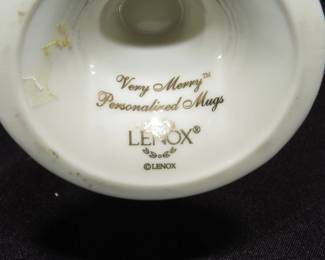 Very Merry™
Personalized Mugs
LENOX®
©LENOX